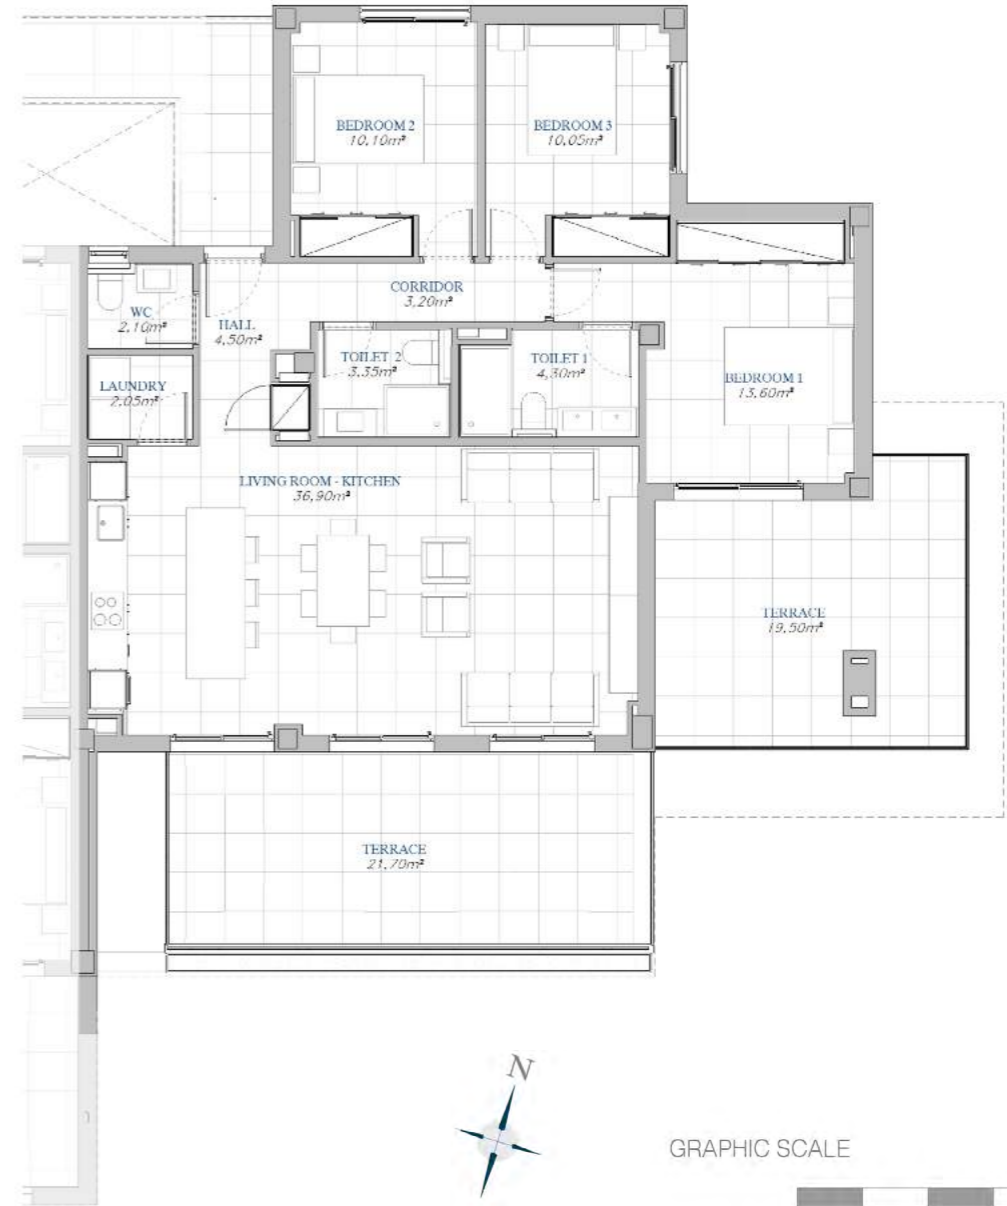 BEDROOM 2
10,10m²
BEDROOM 3
10,05m²
CORRIDOR
3,20m²
WC
2,10m²
HALL
4,50m²
TOILET 2
3,35m²
TOILET 1
4,30m²
LAUNDRY
2,05m²
BEDROOM 1
13,60m²
LIVING ROOM - KITCHEN
36,90m²
TERRACE
19,50m²
TERRACE
21,70m²
N
GRAPHIC SCALE